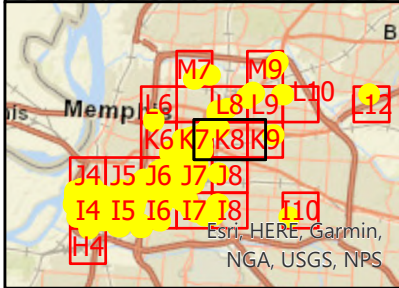 B
M7 M9
L6 L8 L9 L10 L12
Memphis
K6 K7 K8 K9
J4 J5 J6 J7 J8
I4 I5 I6 I7 I8 I10
H4
Esri, HERE, Garmin,
NGA, USGS, NPS